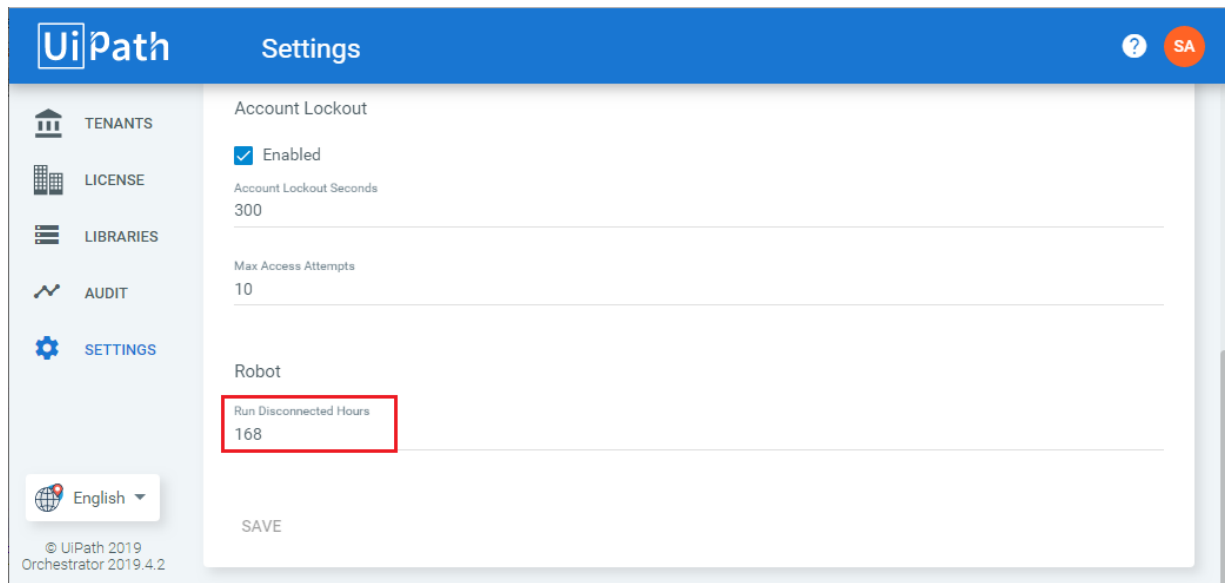 UiPath
Settings
?
SA
TENANTS
LICENSE
LIBRARIES
AUDIT
SETTINGS
English
© UiPath 2019
Orchestrator 2019.4.2
Account Lockout
Enabled
Account Lockout Seconds
300
Max Access Attempts
10
Robot
Run Disconnected Hours
168
SAVE